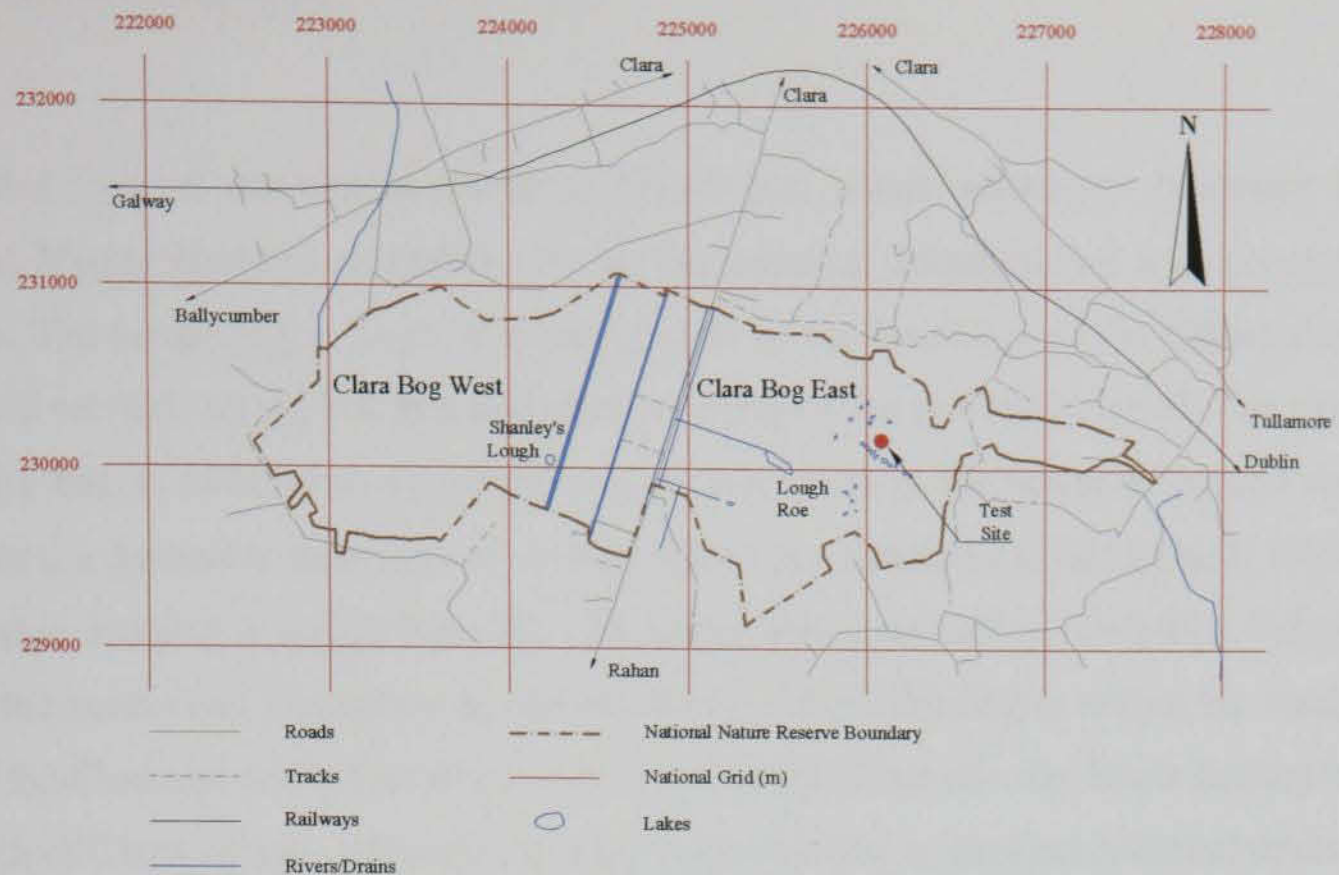 222000
223000
224000
225000
226000
227000
228000
Clara
Clara
Clara
232000
N
Galway
231000
Ballycumber
Clara Bog West
Clara Bog East
Shanley's
Lough
Tullamore
230000
Dublin
Lough
Roe
Test
Site
229000
Rahan
Roads
National Nature Reserve Boundary
Tracks
National Grid (m)
Railways
Lakes
Rivers/Drains